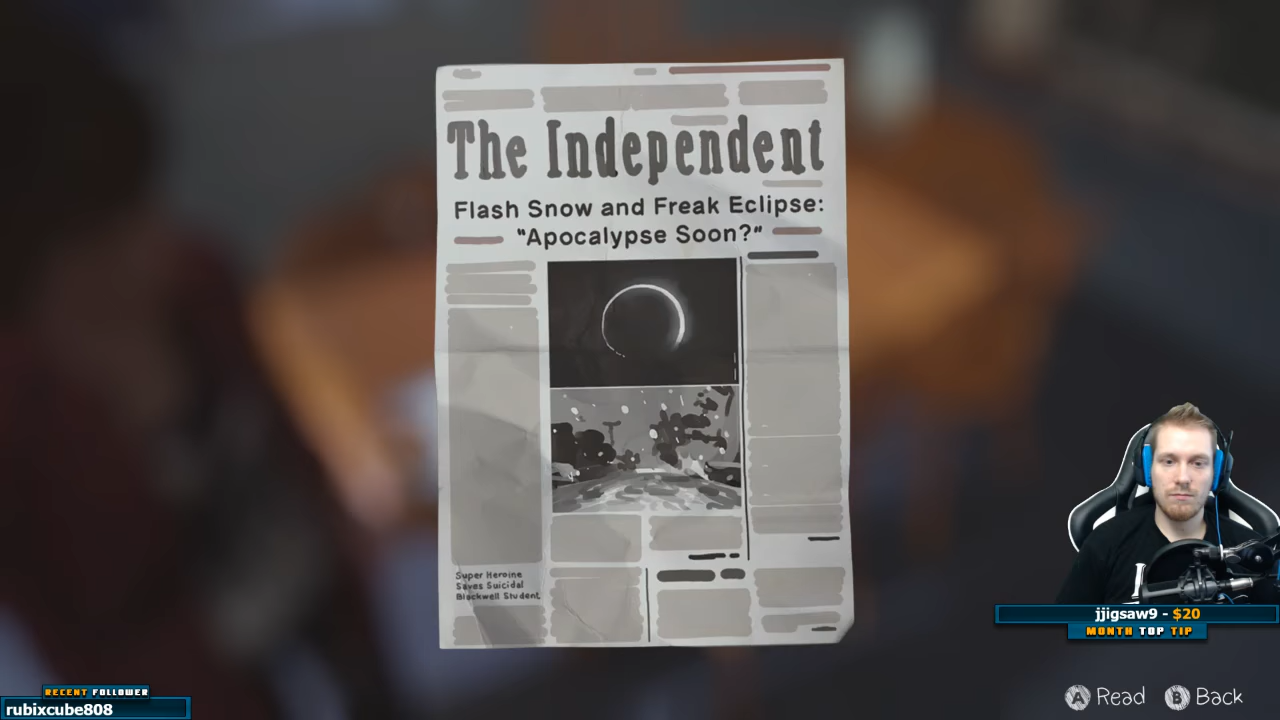 The Independent
Flash Snow and Freak Eclipse:
"Apocalypse Soon?"
Super Heroine
Saves Suicidal
Blackwell Student
jjigsaw9 - $20
MONTH TOP TIP
RECENT FOLLOWER
rubixcube808
A Read B Back